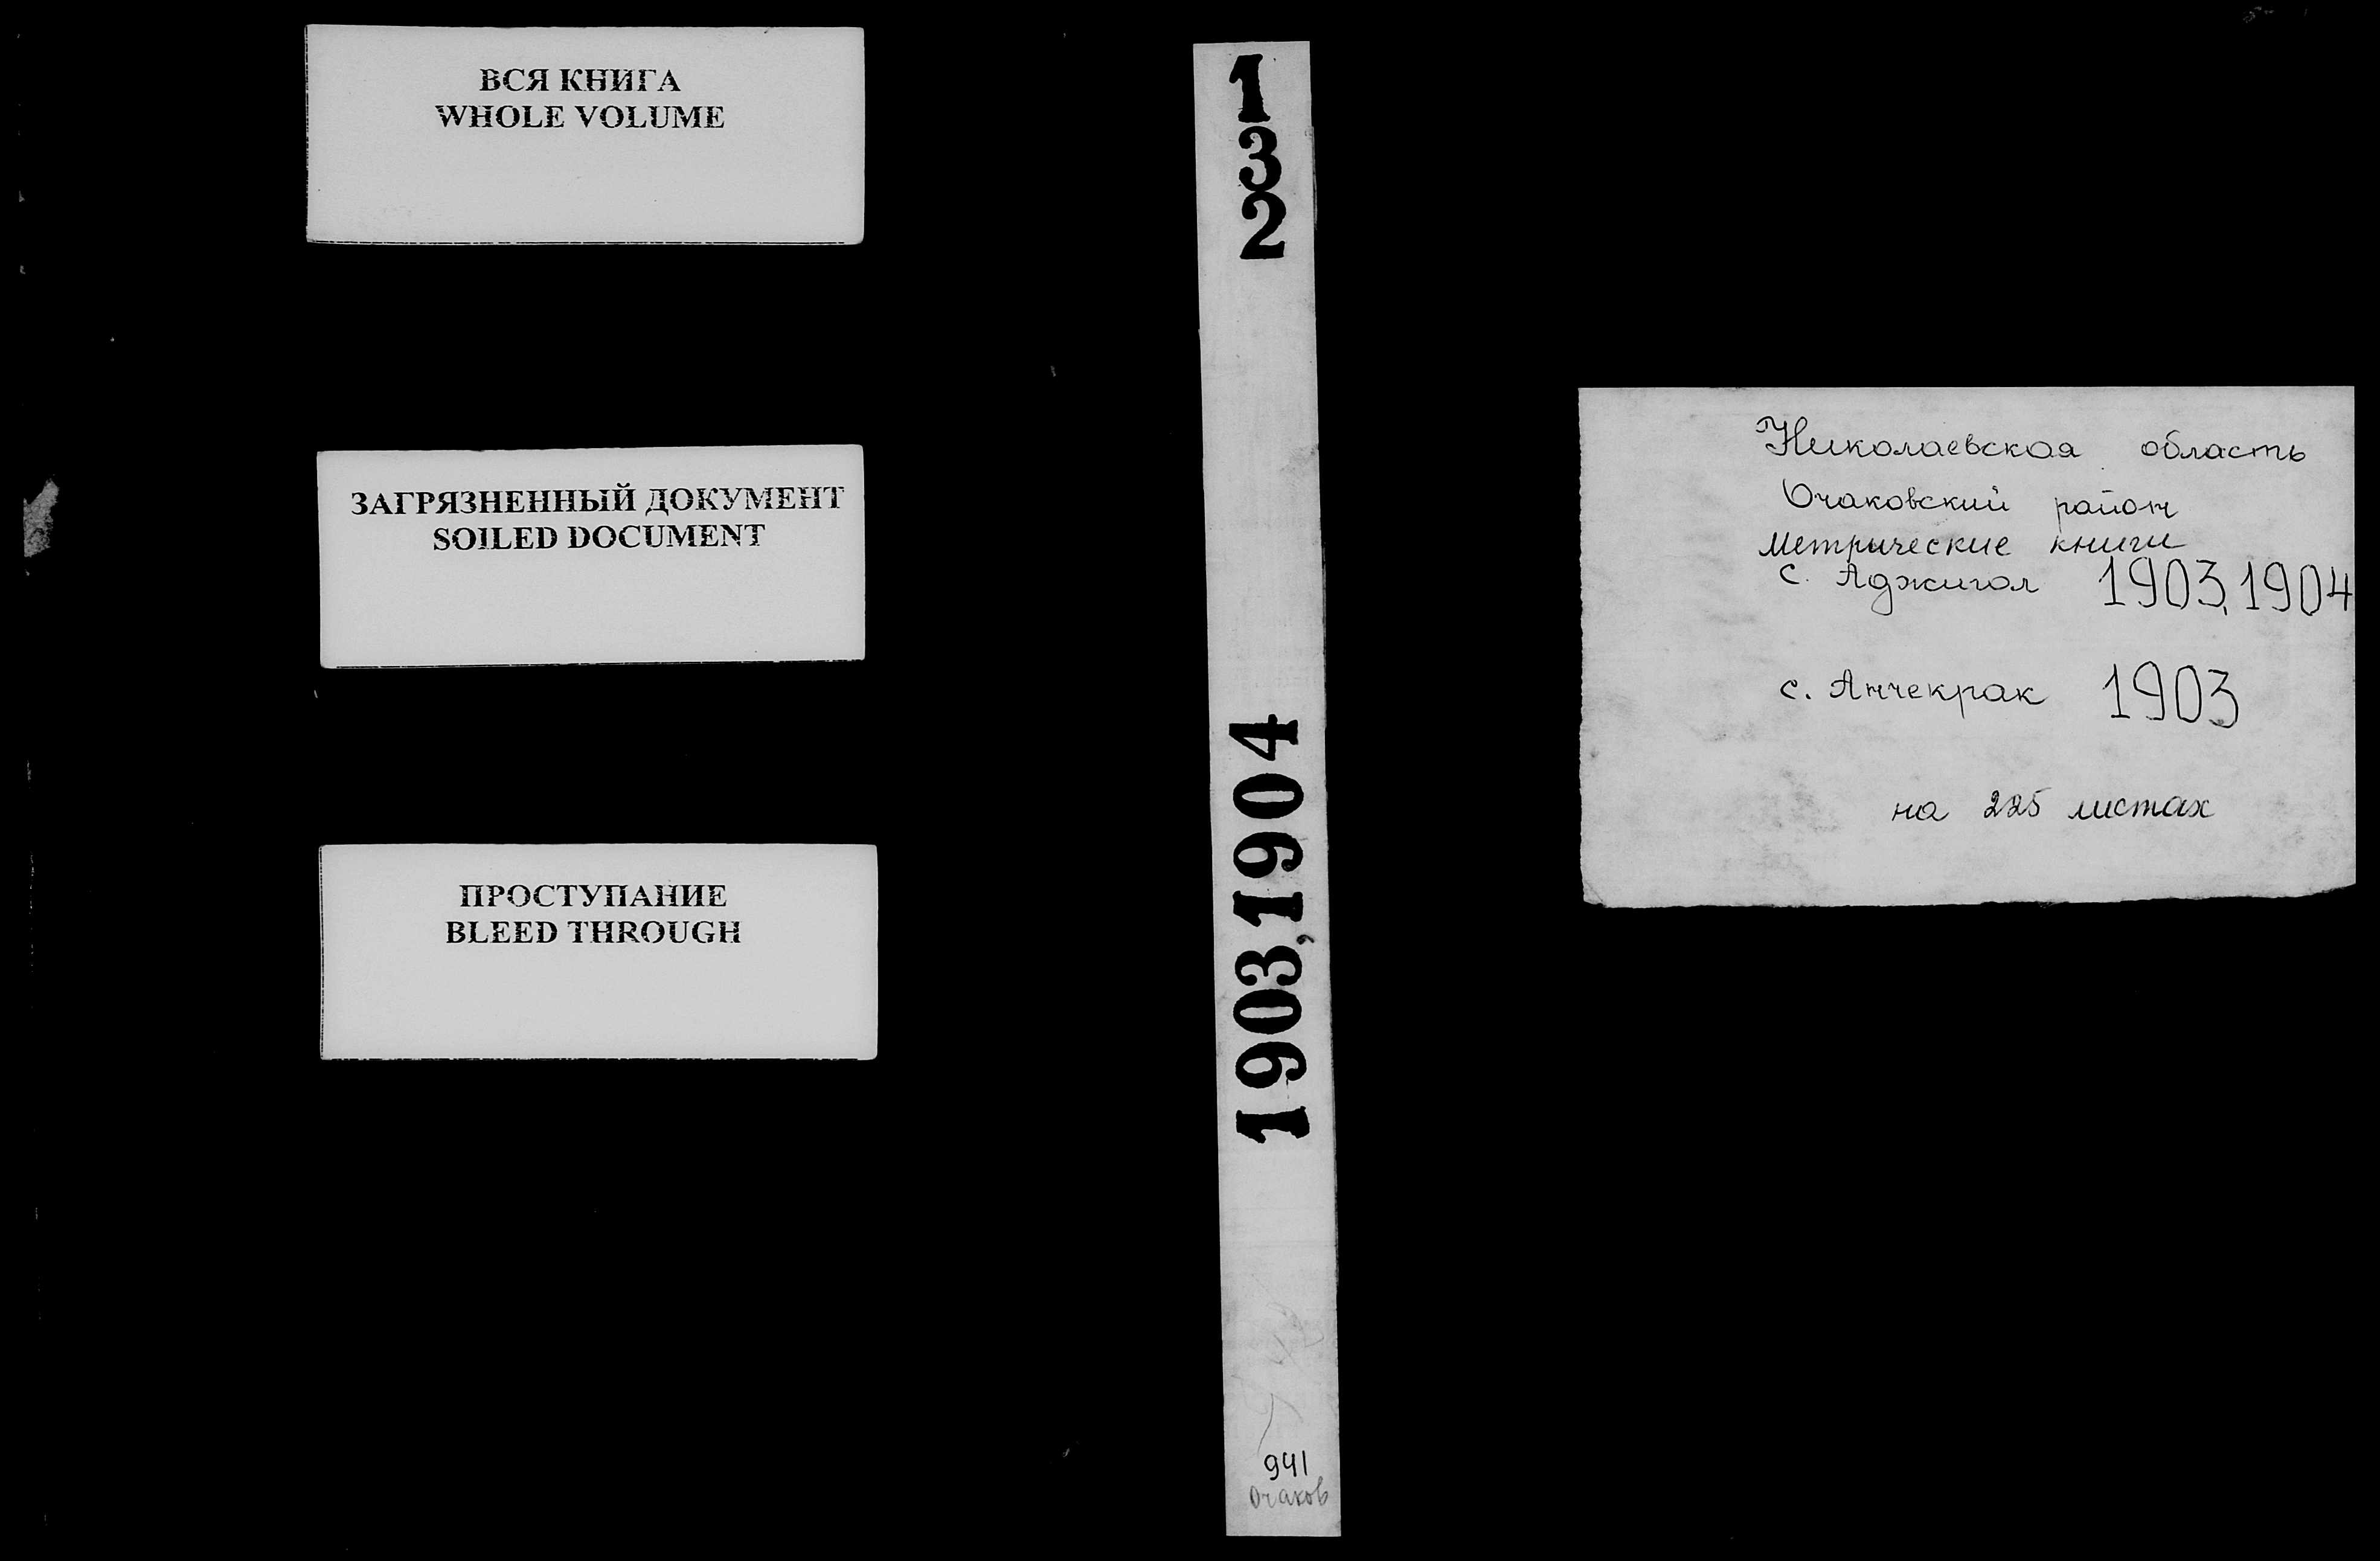 ВСЯ КНИГА
WHOLE VOLUME
ЗАГРЯЗНЕННЫЙ ДОКУМЕНТ
SOILED DOCUMENT
ПРОСТУПАНИЕ
BLEED THROUGH
132
1903,1904
941
Очаков
Николаевская область
Очаковский район
Метрические книги
с. Аджигол 1903, 1904
с. Анчекрак 1903
на 225 листах